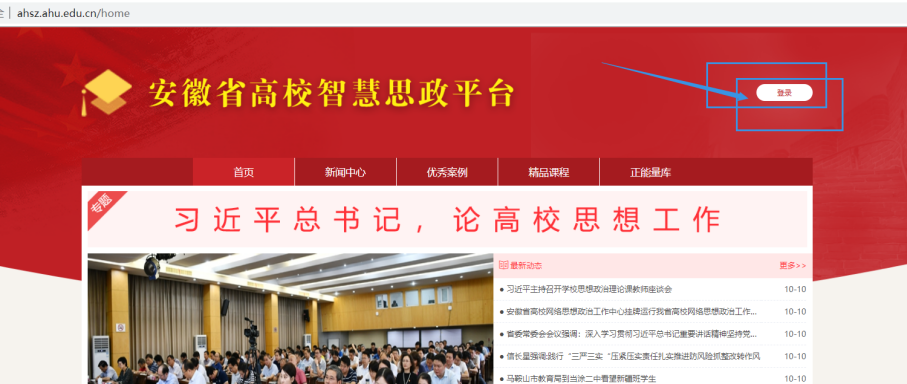 ahsz.ahu.edu.cn/home
安徽省高校智慧思政平台
登录
首页 新闻中心 优秀案例 精品课程 正能量库
专题
习近平总书记，论高校思想工作
最新动态 更多>>
习近平主持召开学校思想政治理论课教师座谈会 10-10
安徽省高校网络思想政治工作中心挂牌运行我省高校网络思想政治工作... 10-10
省委常委会会议强调：深入学习贯彻习近平总书记重要讲话精神坚持党... 10-10
信长星强调:践行“三严三实“压紧压实责任扎实推进防风险抓整改转作风 10-10
马鞍山市教育局到当涂二中看望新疆班学生 10-10